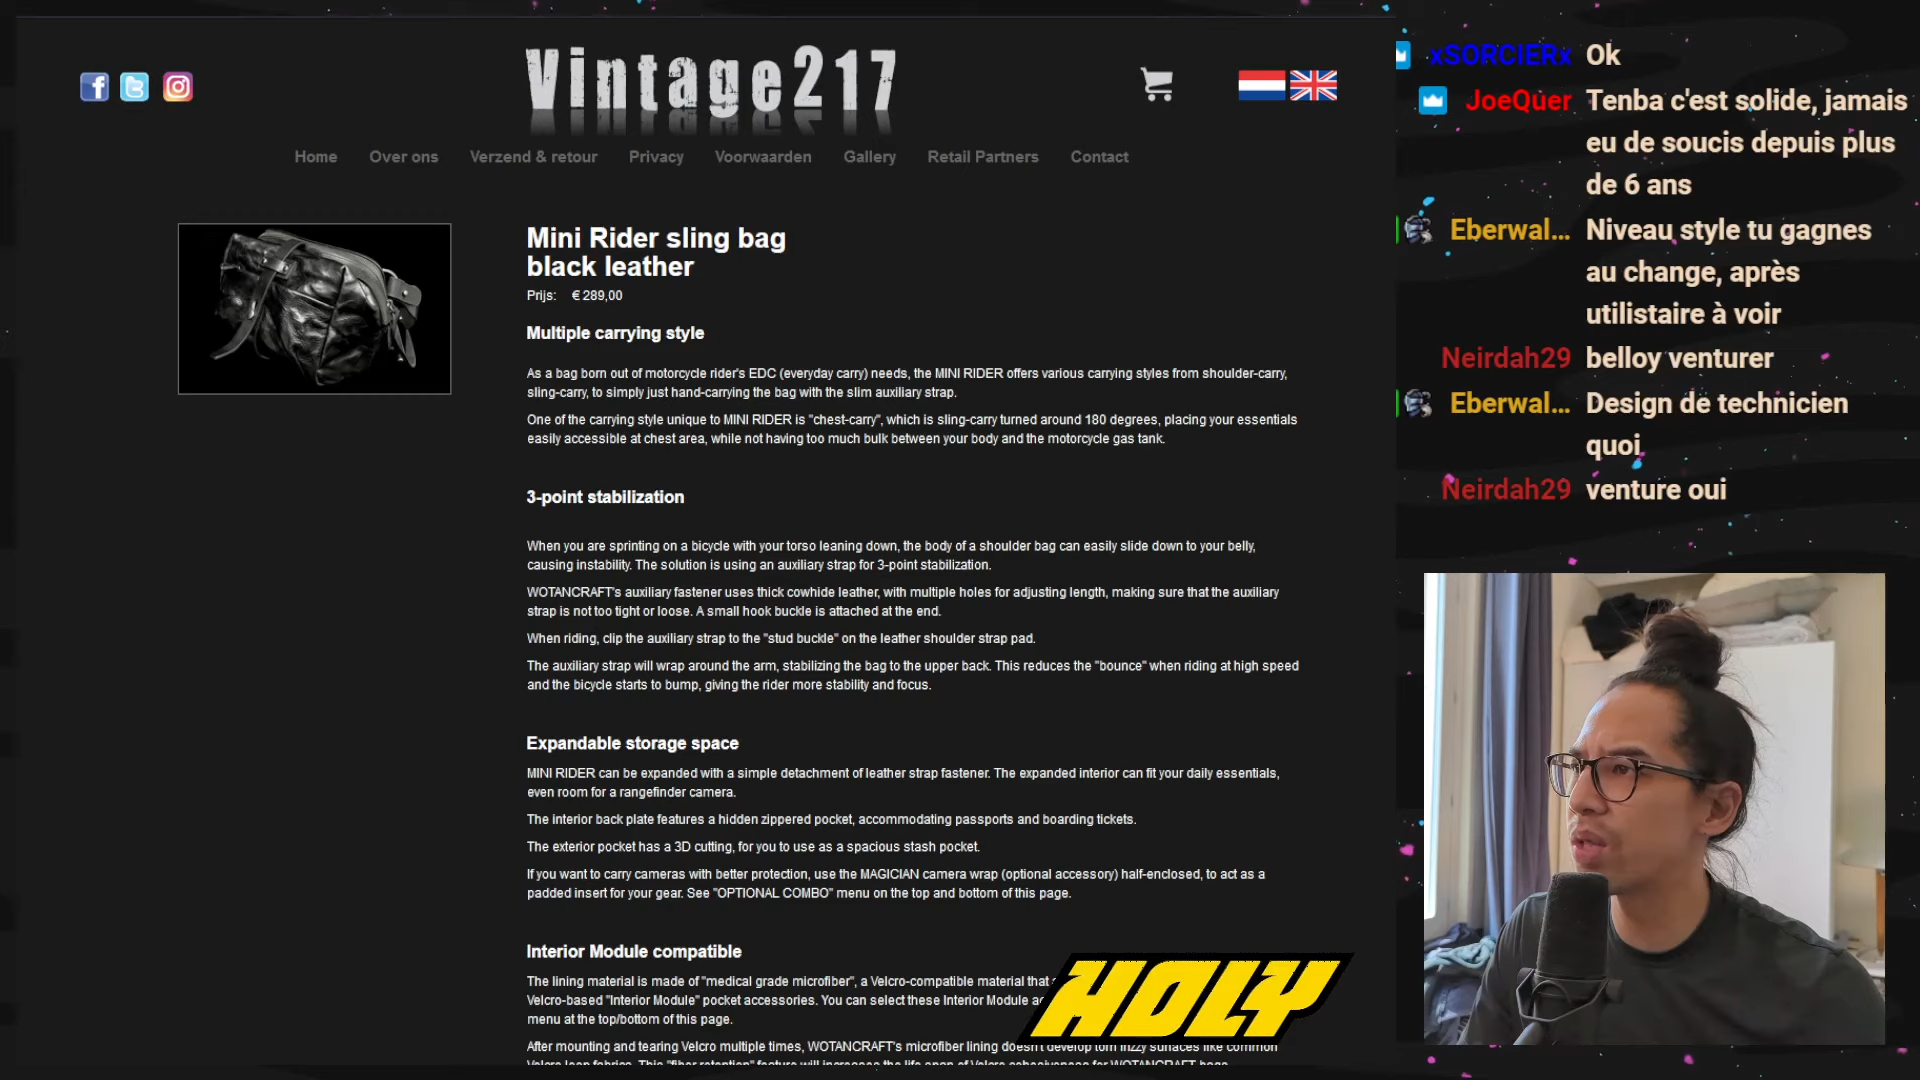 Vintage217
Home Over ons Verzend & retour Privacy Voorwaarden Gallery Retail Partners Contact
Mini Rider sling bag
black leather
Prijs: € 289,00
Multiple carrying style
As a bag born out of motorcycle rider's EDC (everyday carry) needs, the MINI RIDER offers various carrying styles from shoulder-carry,
sling-carry, to simply just hand-carrying the bag with the slim auxiliary strap.
One of the carrying style unique to MINI RIDER is "chest-carry", which is sling-carry turned around 180 degrees, placing your essentials
easily accessible at chest area, while not having too much bulk between your body and the motorcycle gas tank.
3-point stabilization
When you are sprinting on a bicycle with your torso leaning down, the body of a shoulder bag can easily slide down to your belly,
causing instability. The solution is using an auxiliary strap for 3-point stabilization.
WOTANCRAFT's auxiliary fastener uses thick cowhide leather, with multiple holes for adjusting length, making sure that the auxiliary
strap is not too tight or loose. A small hook buckle is attached at the end.
When riding, clip the auxiliary strap to the "stud buckle" on the leather shoulder strap pad.
The auxiliary strap will wrap around the arm, stabilizing the bag to the upper back. This reduces the "bounce" when riding at high speed
and the bicycle starts to bump, giving the rider more stability and focus.
Expandable storage space
MINI RIDER can be expanded with a simple detachment of leather strap fastener. The expanded interior can fit your daily essentials,
even room for a rangefinder camera.
The interior back plate features a hidden zippered pocket, accommodating passports and boarding tickets.
The exterior pocket has a 3D cutting, for you to use as a spacious stash pocket.
If you want to carry cameras with better protection, use the MAGICIAN camera wrap (optional accessory) half-enclosed, to act as a
padded insert for your gear. See "OPTIONAL COMBO" menu on the top and bottom of this page.
Interior Module compatible
The lining material is made of "medical grade microfiber", a Velcro-compatible material that
Velcro-based "Interior Module" pocket accessories. You can select these Interior Module
menu at the top/bottom of this page.
After mounting and tearing Velcro multiple times, WOTANCRAFT's microfiber lining doesn't develop torn fuzzy surfaces like common
HOLY
xSORCIERx Ok
JoeQuer Tenba c'est solide, jamais
eu de soucis depuis plus
de 6 ans
Eberwal... Niveau style tu gagnes
au change, après
utilistaire à voir
Neirdah29 belloy venturer
Eberwal... Design de technicien
quoi
Neirdah29 venture oui